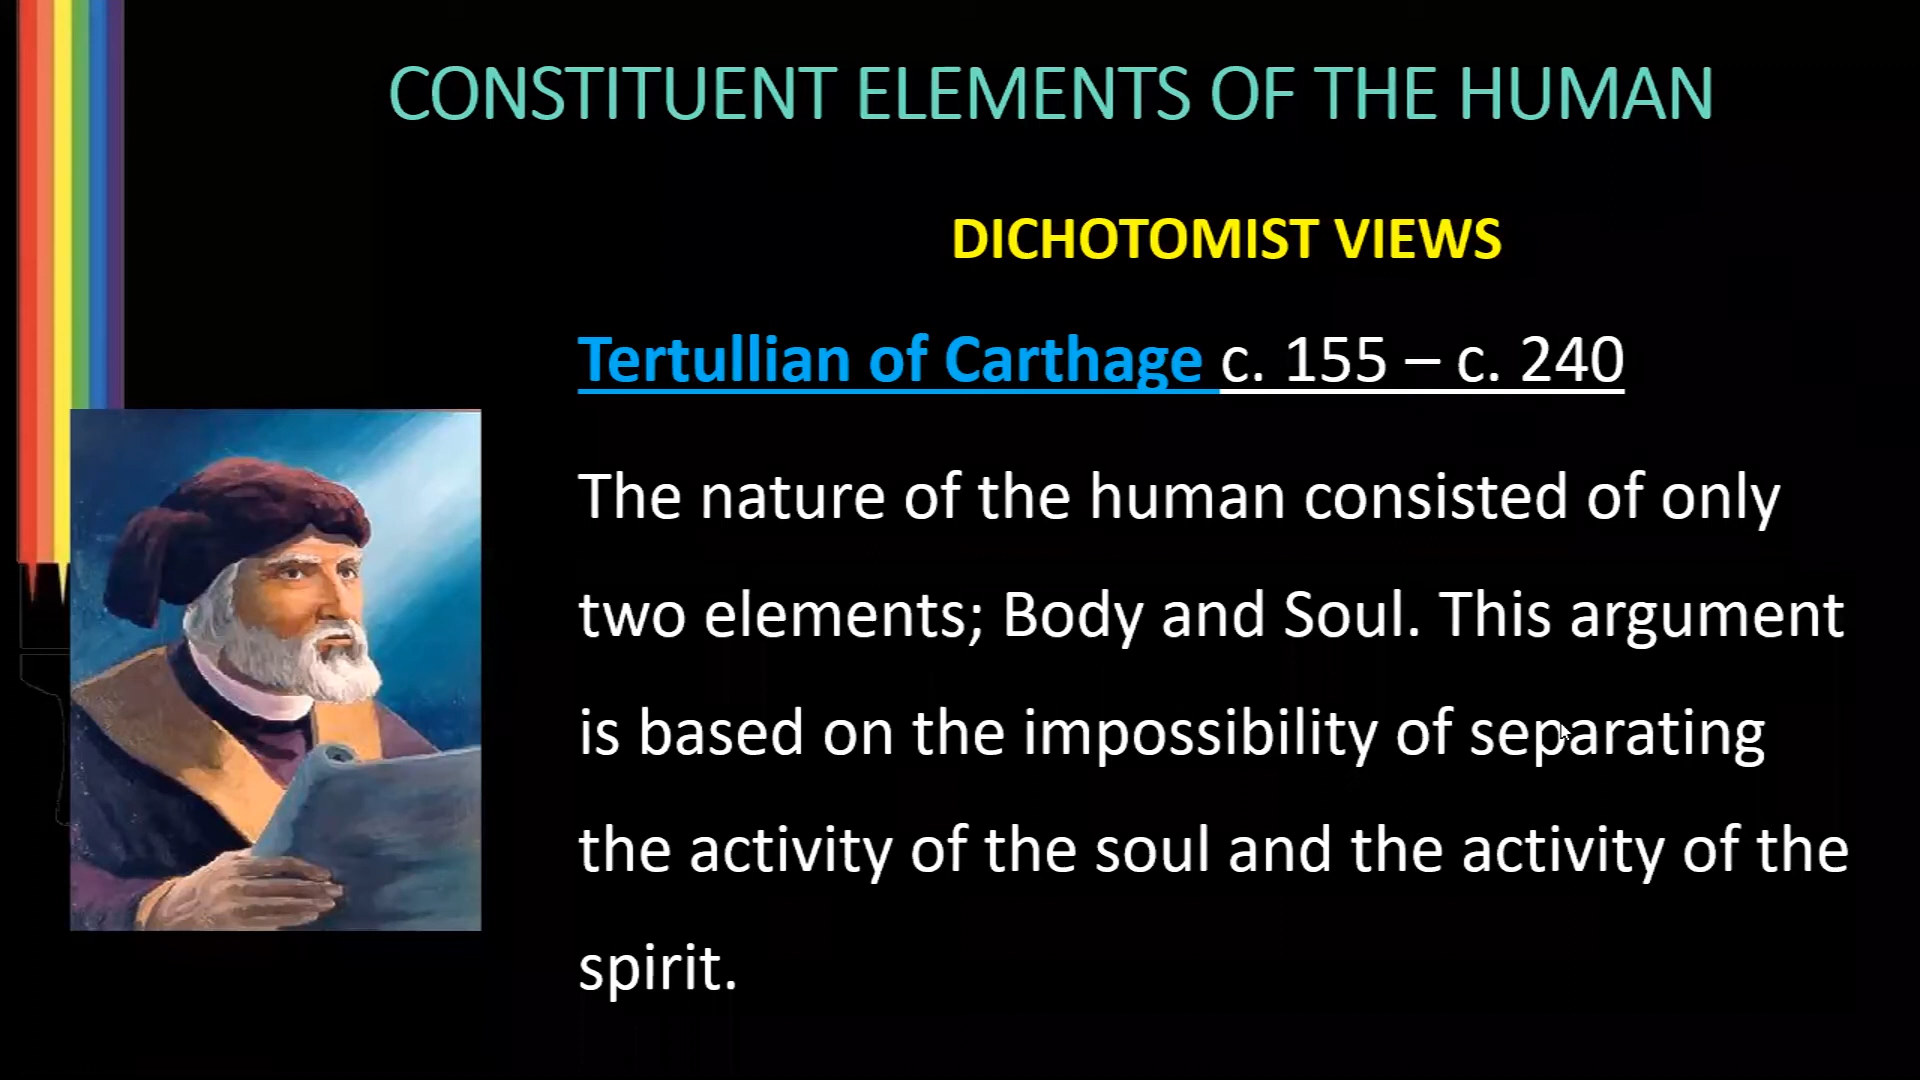 CONSTITUENT ELEMENTS OF THE HUMAN
DICHOTOMIST VIEWS
Tertullian of Carthage c. 155 – c. 240
The nature of the human consisted of only
two elements; Body and Soul. This argument
is based on the impossibility of separating
the activity of the soul and the activity of the
spirit.